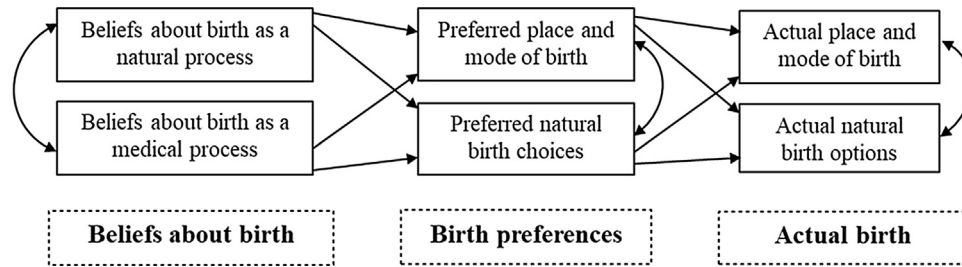 Beliefs about birth as a
natural process
Preferred place and
mode of birth
Actual place and
mode of birth
Beliefs about birth as a
medical process
Preferred natural
birth choices
Actual natural
birth options
Beliefs about birth
Birth preferences
Actual birth